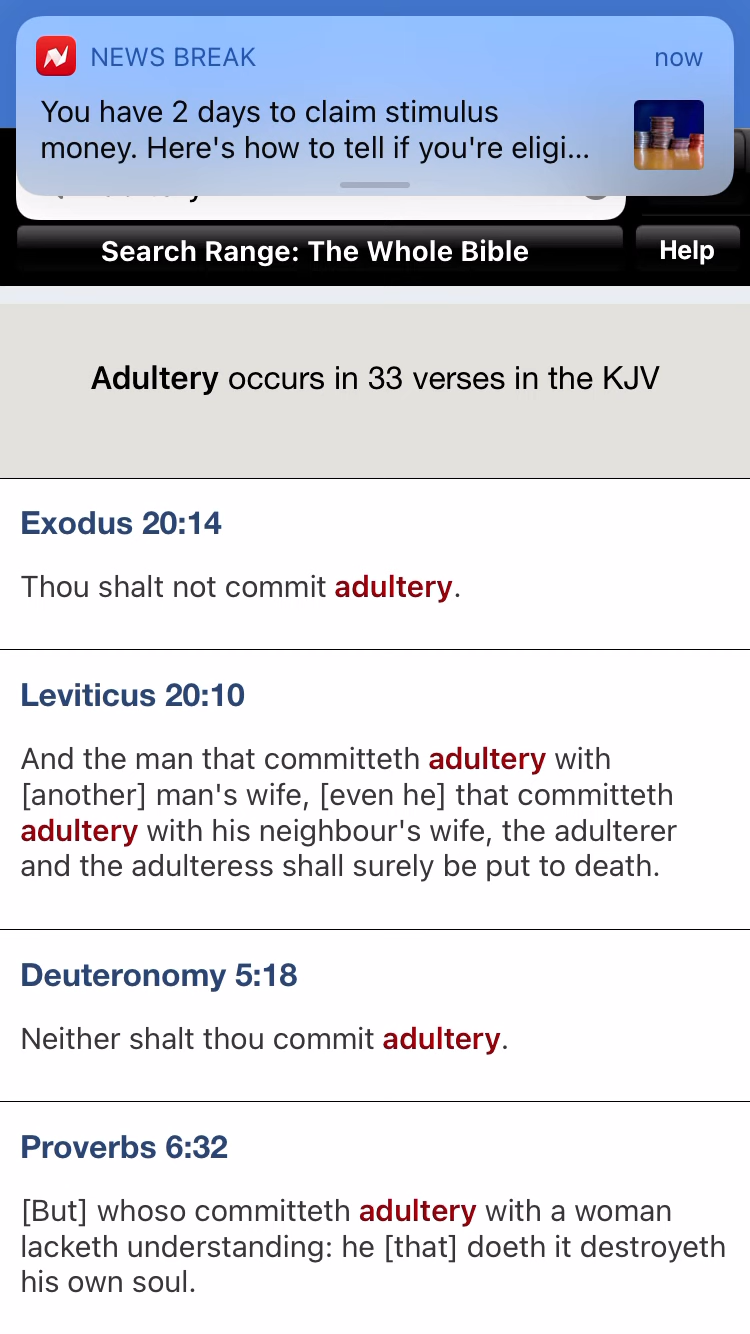 NEWS BREAK
now
You have 2 days to claim stimulus
money. Here's how to tell if you're eligi...
Search Range: The Whole Bible
Help
Adultery occurs in 33 verses in the KJV
Exodus 20:14
Thou shalt not commit adultery.
Leviticus 20:10
And the man that committeth adultery with
[another] man's wife, [even he] that committeth
adultery with his neighbour's wife, the adulterer
and the adulteress shall surely be put to death.
Deuteronomy 5:18
Neither shalt thou commit adultery.
Proverbs 6:32
[But] whoso committeth adultery with a woman
lacketh understanding: he [that] doeth it destroyeth
his own soul.